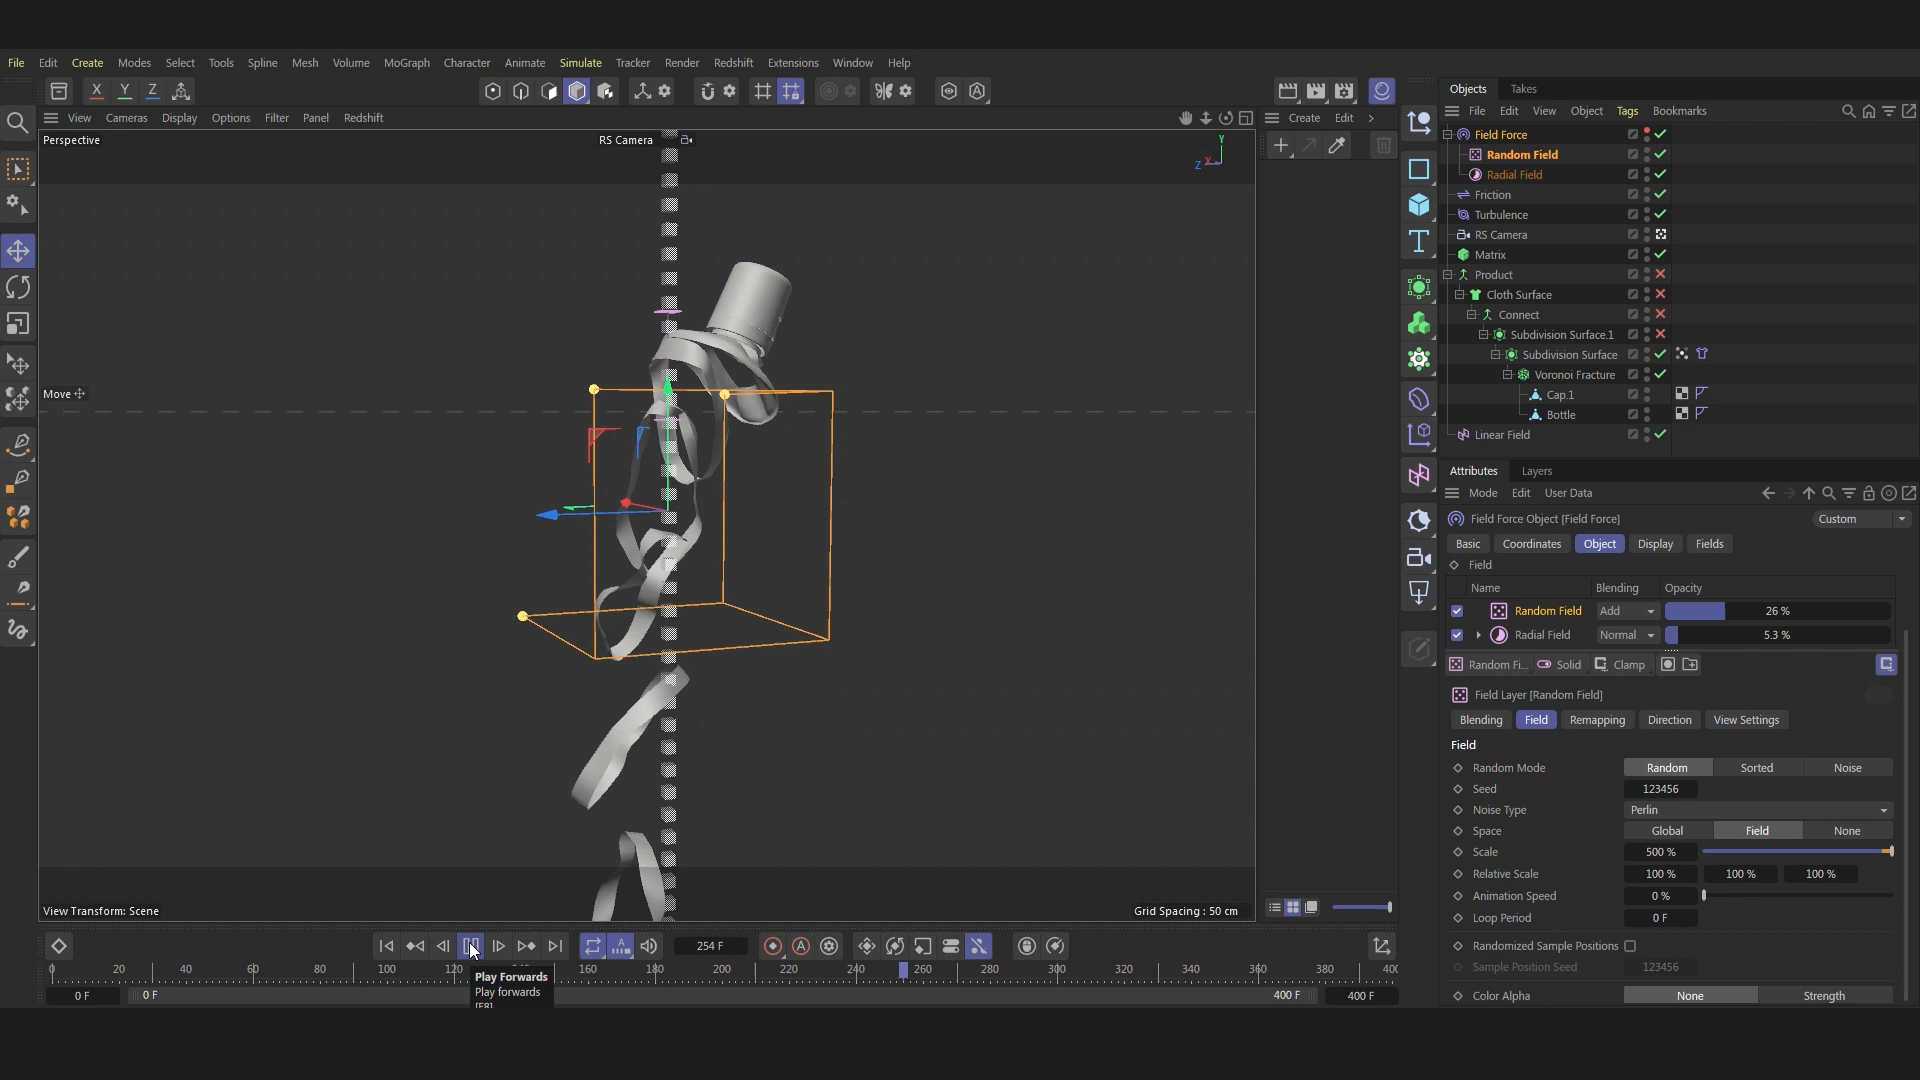 File Edit Create Modes Select Tools Spline Mesh Volume MoGraph Character Animate Simulate Tracker Render Redshift Extensions Window Help
X Y Z
View Cameras Display Options Filter Panel Redshift
Create Edit
Perspective
RS Camera
Y
X
Z
Move
View Transform: Scene
Grid Spacing : 50 cm
Objects Takes
File Edit View Object Tags Bookmarks
Field Force
Random Field
Radial Field
Friction
Turbulence
RS Camera
Matrix
Product
Cloth Surface
Connect
Subdivision Surface.1
Subdivision Surface
Voronoi Fracture
Cap.1
Bottle
Linear Field
Attributes Layers
Mode Edit User Data
Field Force Object [Field Force] Custom
Basic Coordinates Object Display Fields
Field
Name Blending Opacity
Random Field Add 26 %
Radial Field Normal 5.3 %
Random Fi... Solid Clamp
Field Layer [Random Field]
Blending Field Remapping Direction View Settings
Field
Random Mode Random Sorted Noise
Seed 123456
Noise Type Perlin
Space Global Field None
Scale 500 %
Relative Scale 100 % 100 % 100 %
Animation Speed 0 %
Loop Period 0 F
Randomized Sample Positions
Sample Position Seed 123456
Color Alpha None Strength
254 F
0 20 40 60 80 100 120 160 180 200 220 240 260 280 300 320 340 360 380 400
0 F 0 F 400 F 400 F
Play Forwards
Play forwards
[F8]